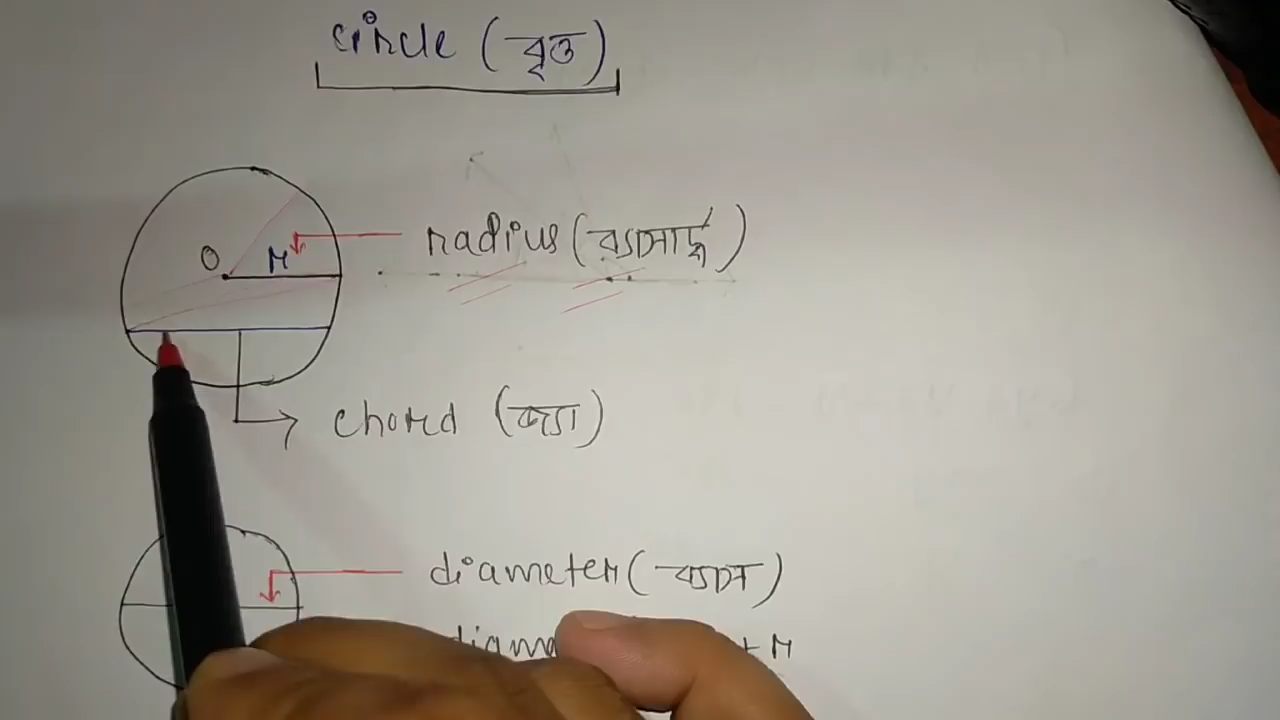 circle (বৃত্ত)
O r radius (ব্যাসার্দ্ধ)
chord (জ্যা)
diameter (ব্যাস)
+ r